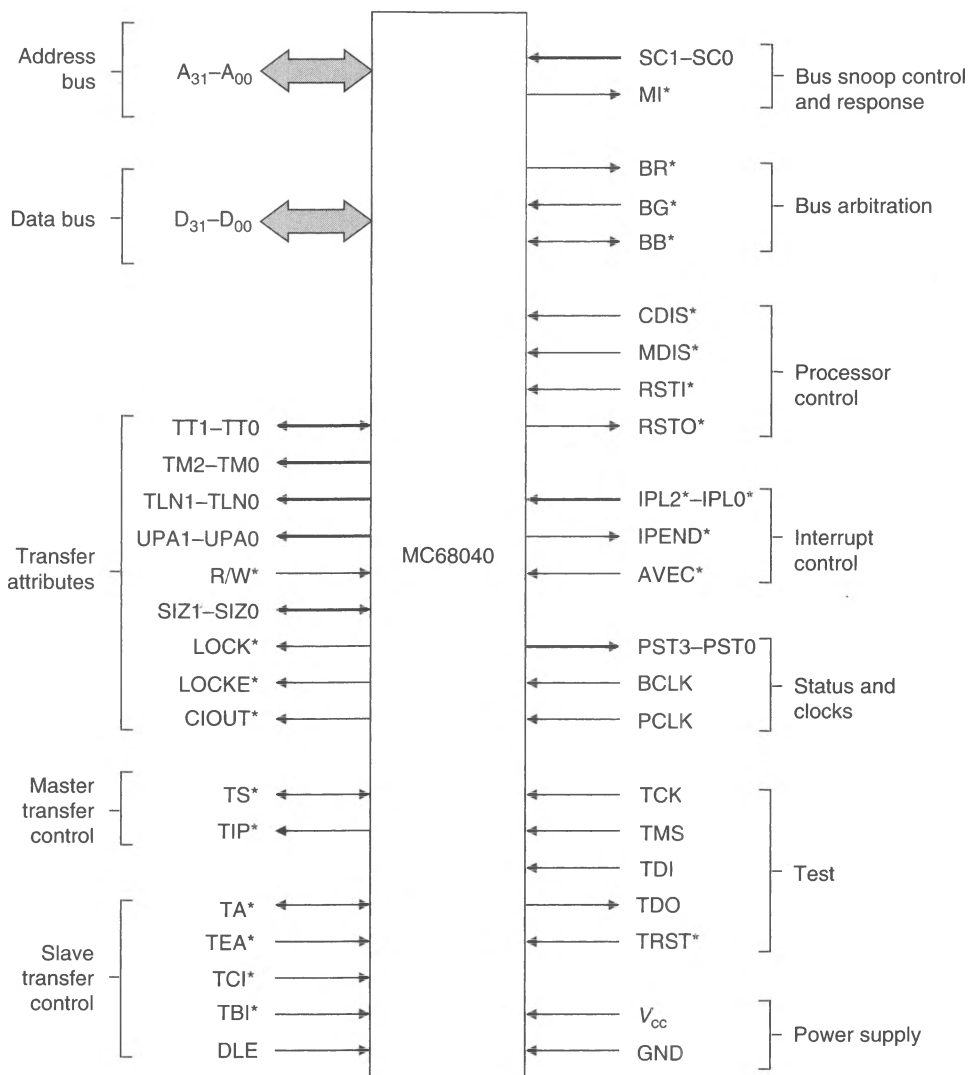 Address
bus
A31–A00
Data bus
D31–D00
Transfer
attributes
TT1–TT0
TM2–TM0
TLN1–TLN0
UPA1–UPA0
R/W*
SIZ1–SIZ0
LOCK*
LOCKE*
CIOUT*
Master
transfer
control
TS*
TIP*
Slave
transfer
control
TA*
TEA*
TCI*
TBI*
DLE
MC68040
SC1–SC0
MI*
Bus snoop control
and response
BR*
BG*
BB*
Bus arbitration
CDIS*
MDIS*
RSTI*
RSTO*
Processor
control
IPL2*–IPL0*
IPEND*
AVEC*
Interrupt
control
PST3–PST0
BCLK
PCLK
Status and
clocks
TCK
TMS
TDI
TDO
TRST*
Test
Vcc
GND
Power supply